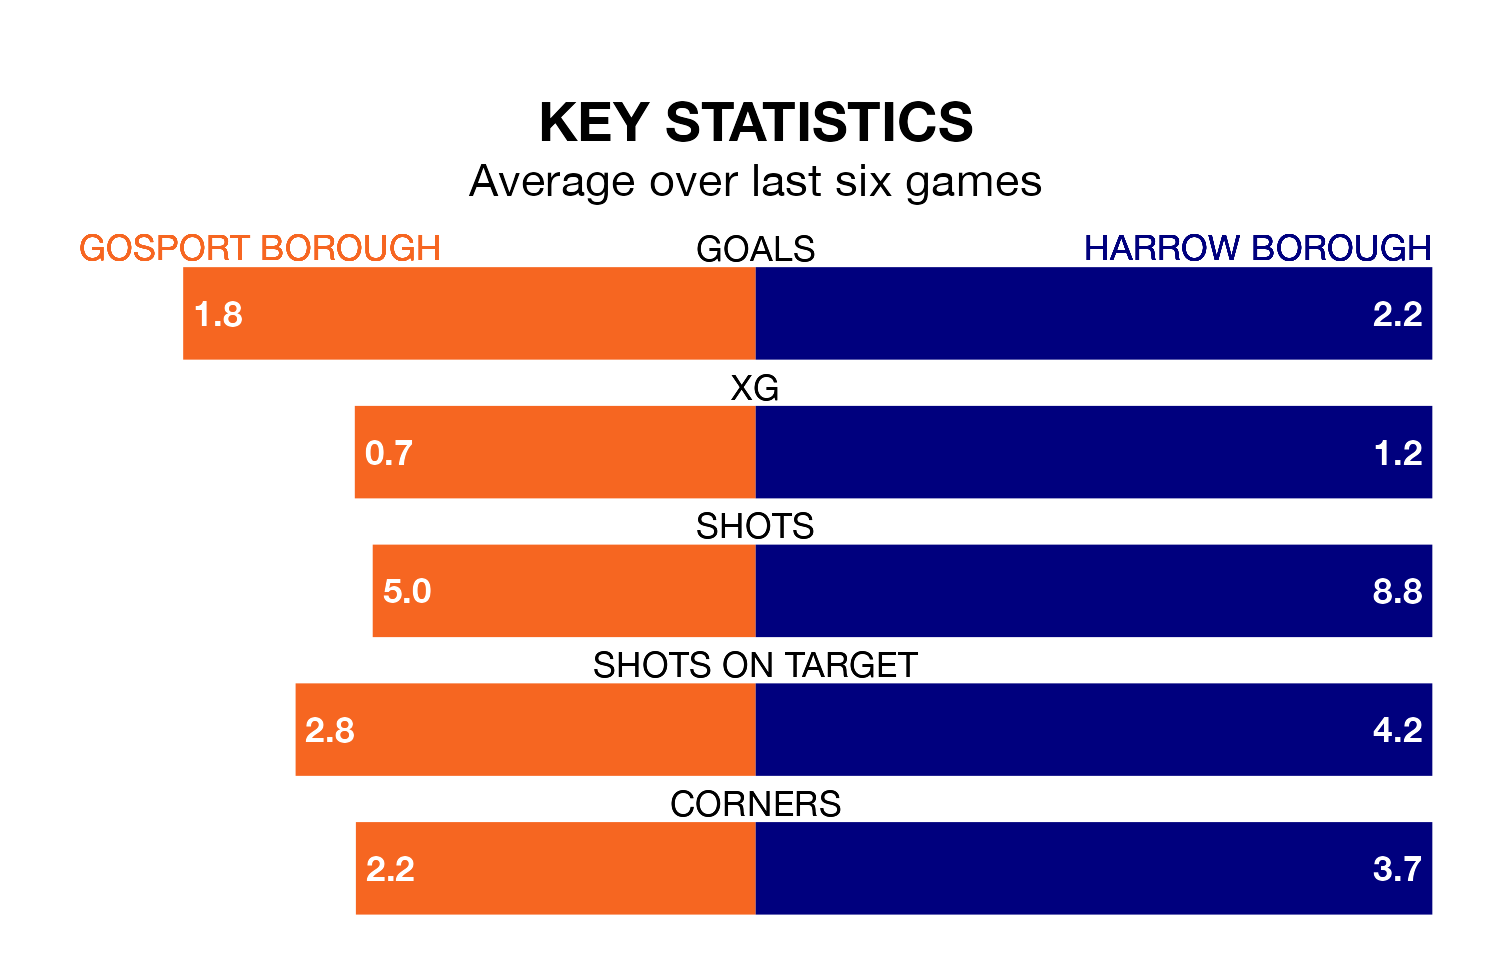 KEY STATISTICS
Average over last six games
GOSPORT BOROUGH GOALS HARROW BOROUGH
1.8 2.2
XG
0.7 1.2
SHOTS
5.0 8.8
SHOTS ON TARGET
2.8 4.2
CORNERS
2.2 3.7